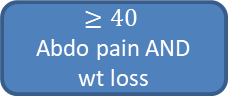 ≥ 40
Abdo pain AND
wt loss